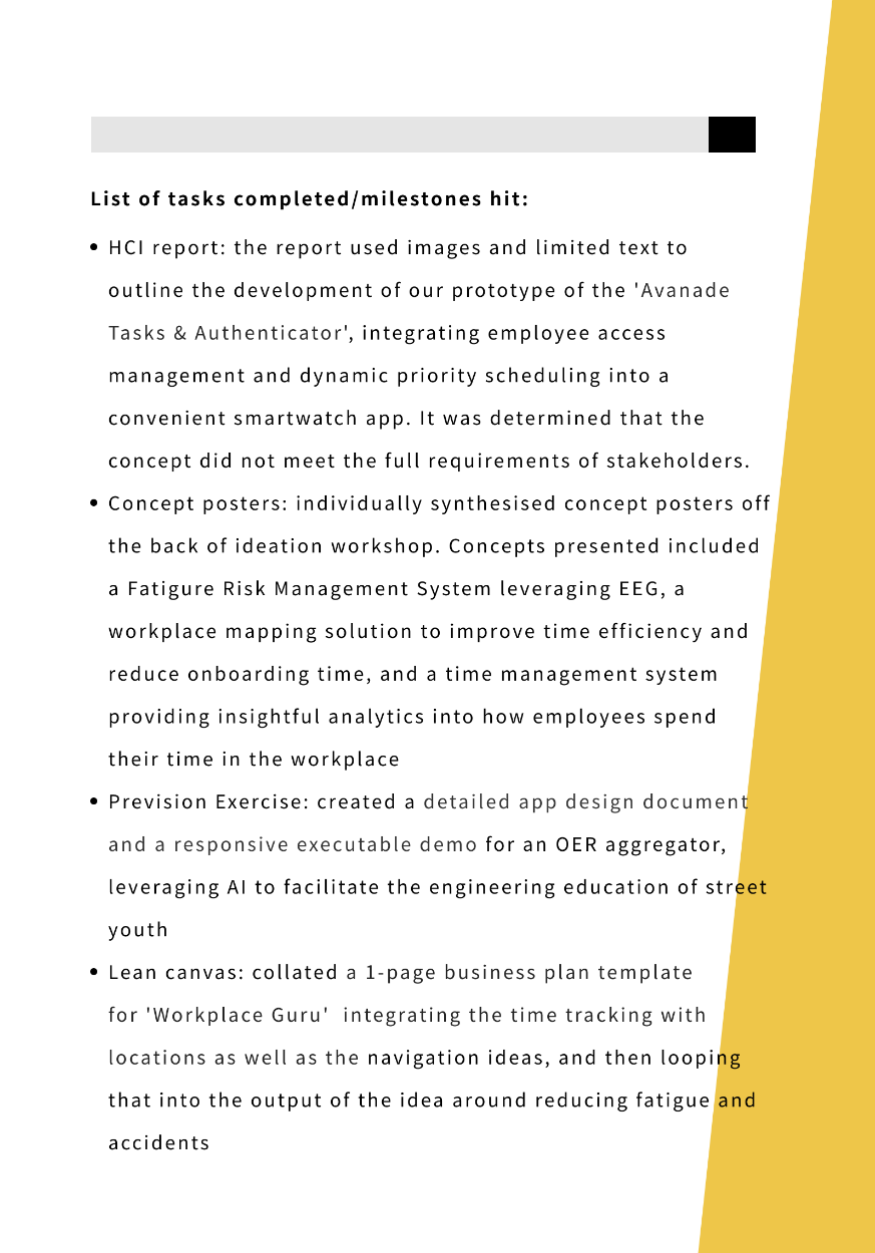 List of tasks completed/milestones hit:
• HCI report: the report used images and limited text to
outline the development of our prototype of the 'Avanade
Tasks & Authenticator', integrating employee access
management and dynamic priority scheduling into a
convenient smartwatch app. It was determined that the
concept did not meet the full requirements of stakeholders.
• Concept posters: individually synthesised concept posters off
the back of ideation workshop. Concepts presented included
a Fatigure Risk Management System leveraging EEG, a
workplace mapping solution to improve time efficiency and
reduce onboarding time, and a time management system
providing insightful analytics into how employees spend
their time in the workplace
• Prevision Exercise: created a detailed app design document
and a responsive executable demo for an OER aggregator,
leveraging AI to facilitate the engineering education of street
youth
• Lean canvas: collated a 1-page business plan template
for 'Workplace Guru'  integrating the time tracking with
locations as well as the navigation ideas, and then looping
that into the output of the idea around reducing fatigue and
accidents